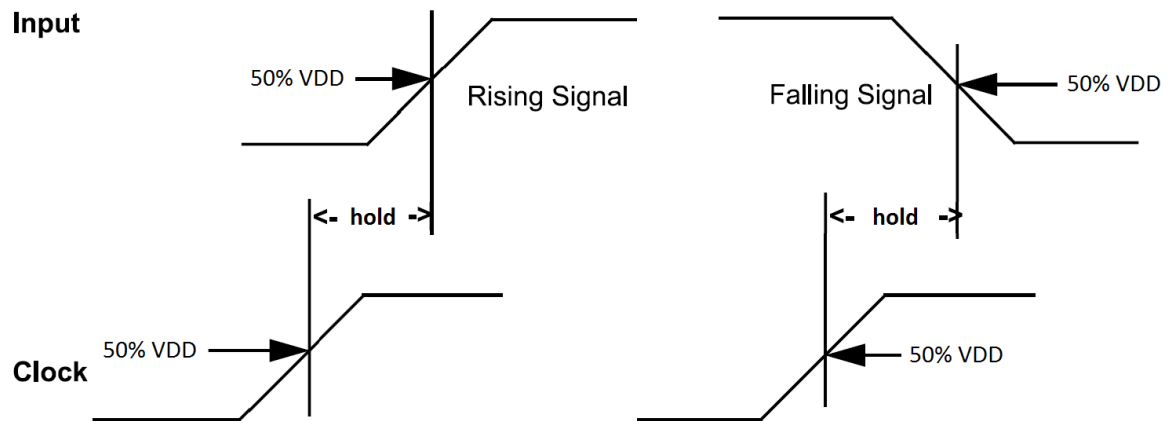 Input
50% VDD
Rising Signal
Falling Signal
50% VDD
<- hold ->
<- hold ->
50% VDD
50% VDD
Clock